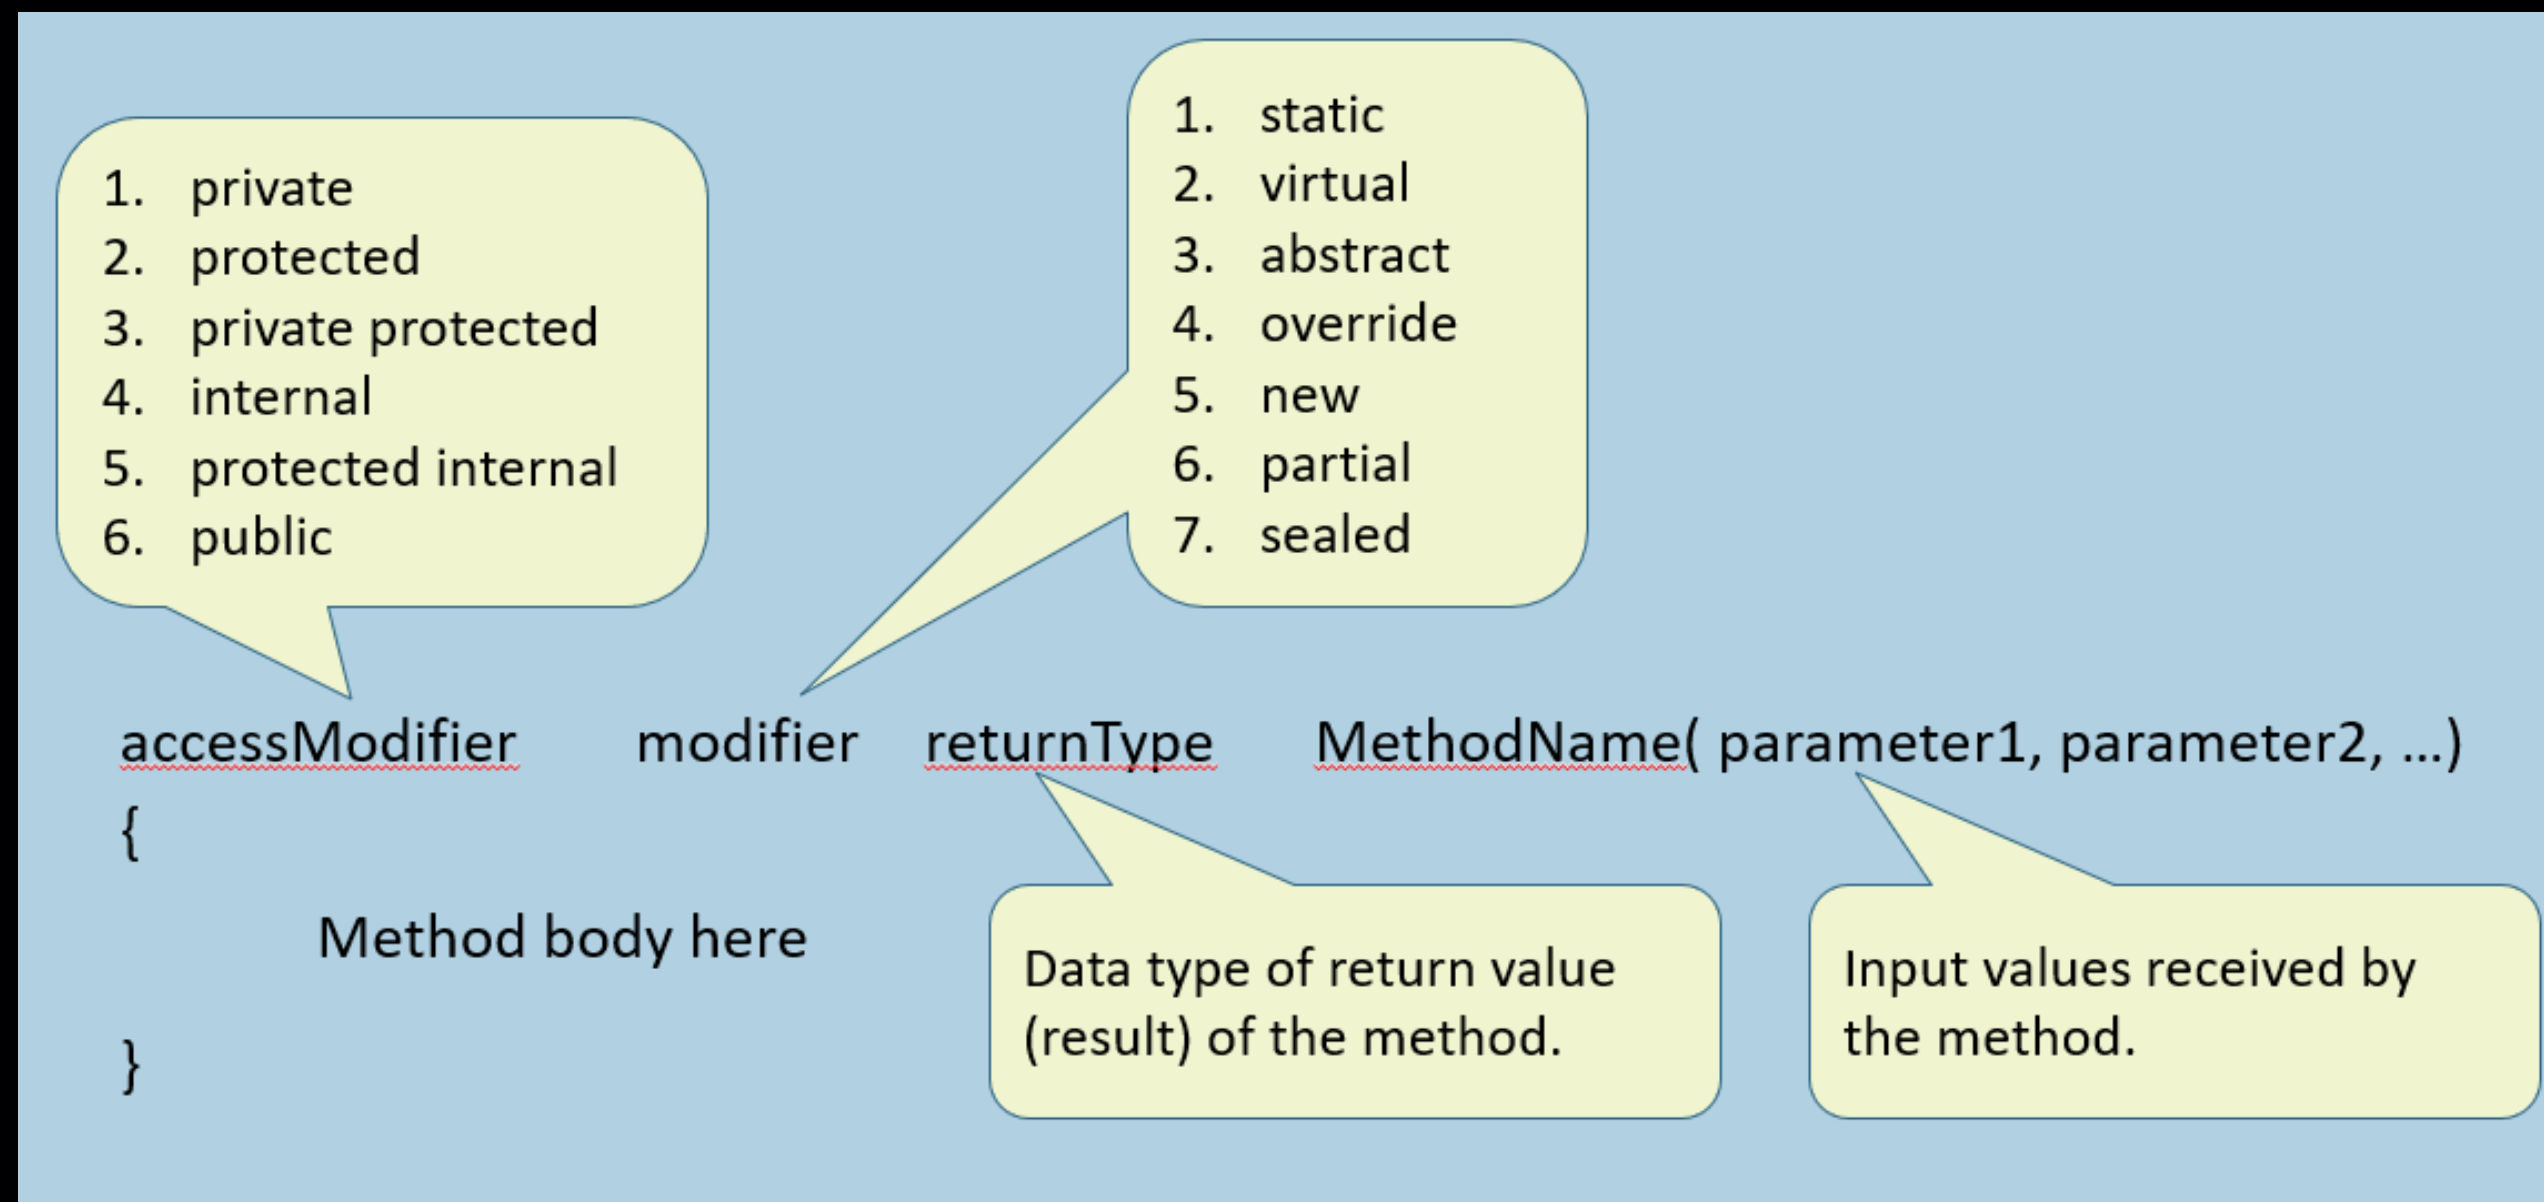 1. private
2. protected
3. private protected
4. internal
5. protected internal
6. public
1. static
2. virtual
3. abstract
4. override
5. new
6. partial
7. sealed
accessModifier modifier returnType MethodName( parameter1, parameter2, ...)
{
Method body here
}
Data type of return value
(result) of the method.
Input values received by
the method.